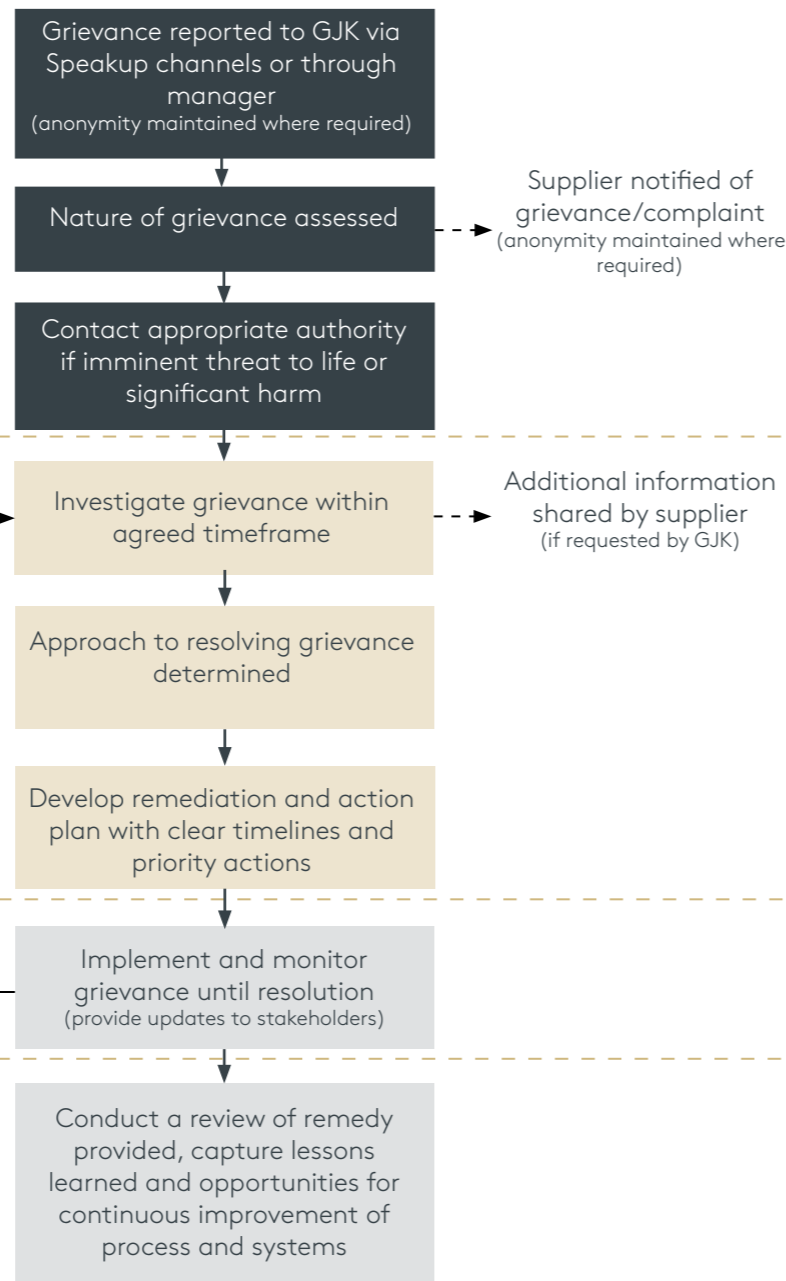 Grievance reported to GJK via
Speakup channels or through
manager
(anonymity maintained where required)
Nature of grievance assessed
Supplier notified of
grievance/complaint
(anonymity maintained where
required)
Contact appropriate authority
if imminent threat to life or
significant harm
Investigate grievance within
agreed timeframe
Additional information
shared by supplier
(if requested by GJK)
Approach to resolving grievance
determined
Develop remediation and action
plan with clear timelines and
priority actions
Implement and monitor
grievance until resolution
(provide updates to stakeholders)
Conduct a review of remedy
provided, capture lessons
learned and opportunities for
continuous improvement of
process and systems